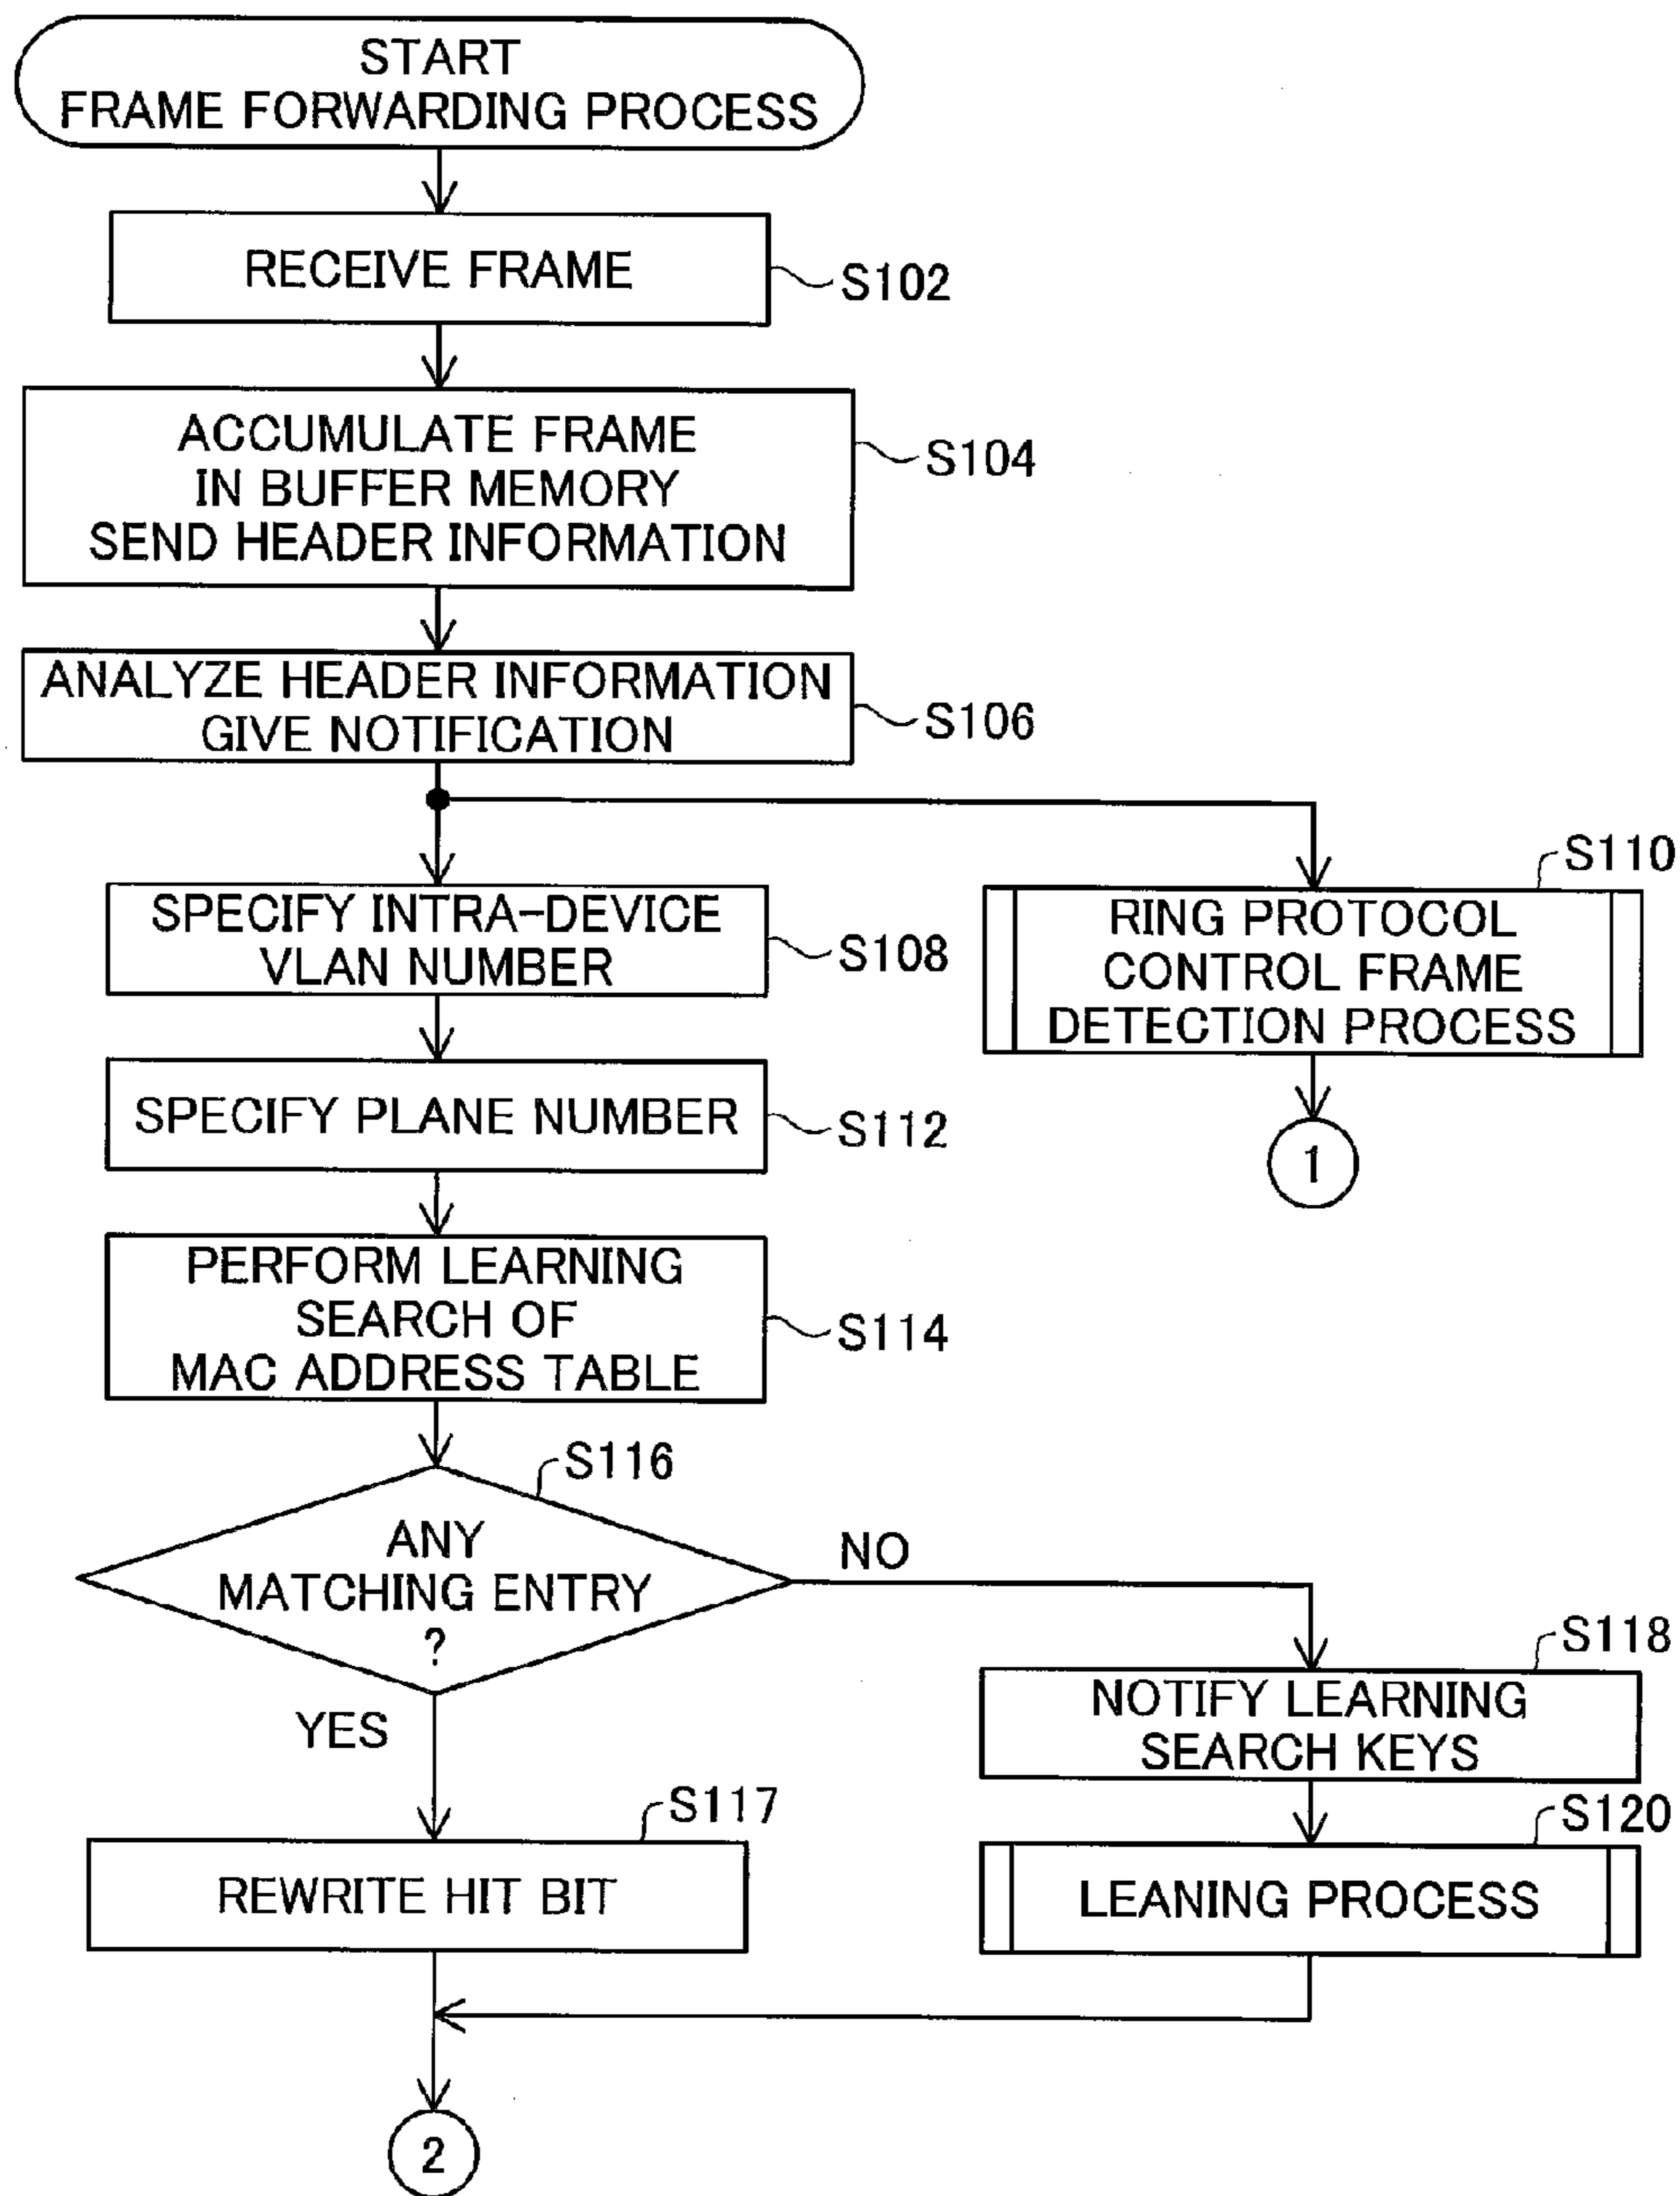 START
FRAME FORWARDING PROCESS
RECEIVE FRAME
S102
ACCUMULATE FRAME
IN BUFFER MEMORY
SEND HEADER INFORMATION
S104
ANALYZE HEADER INFORMATION
GIVE NOTIFICATION
S106
SPECIFY INTRA-DEVICE
VLAN NUMBER
S108
S110
RING PROTOCOL
CONTROL FRAME
DETECTION PROCESS
1
SPECIFY PLANE NUMBER
S112
PERFORM LEARNING
SEARCH OF
MAC ADDRESS TABLE
S114
S116
ANY
MATCHING ENTRY
?
NO
YES
S118
NOTIFY LEARNING
SEARCH KEYS
S117
REWRITE HIT BIT
S120
LEANING PROCESS
2